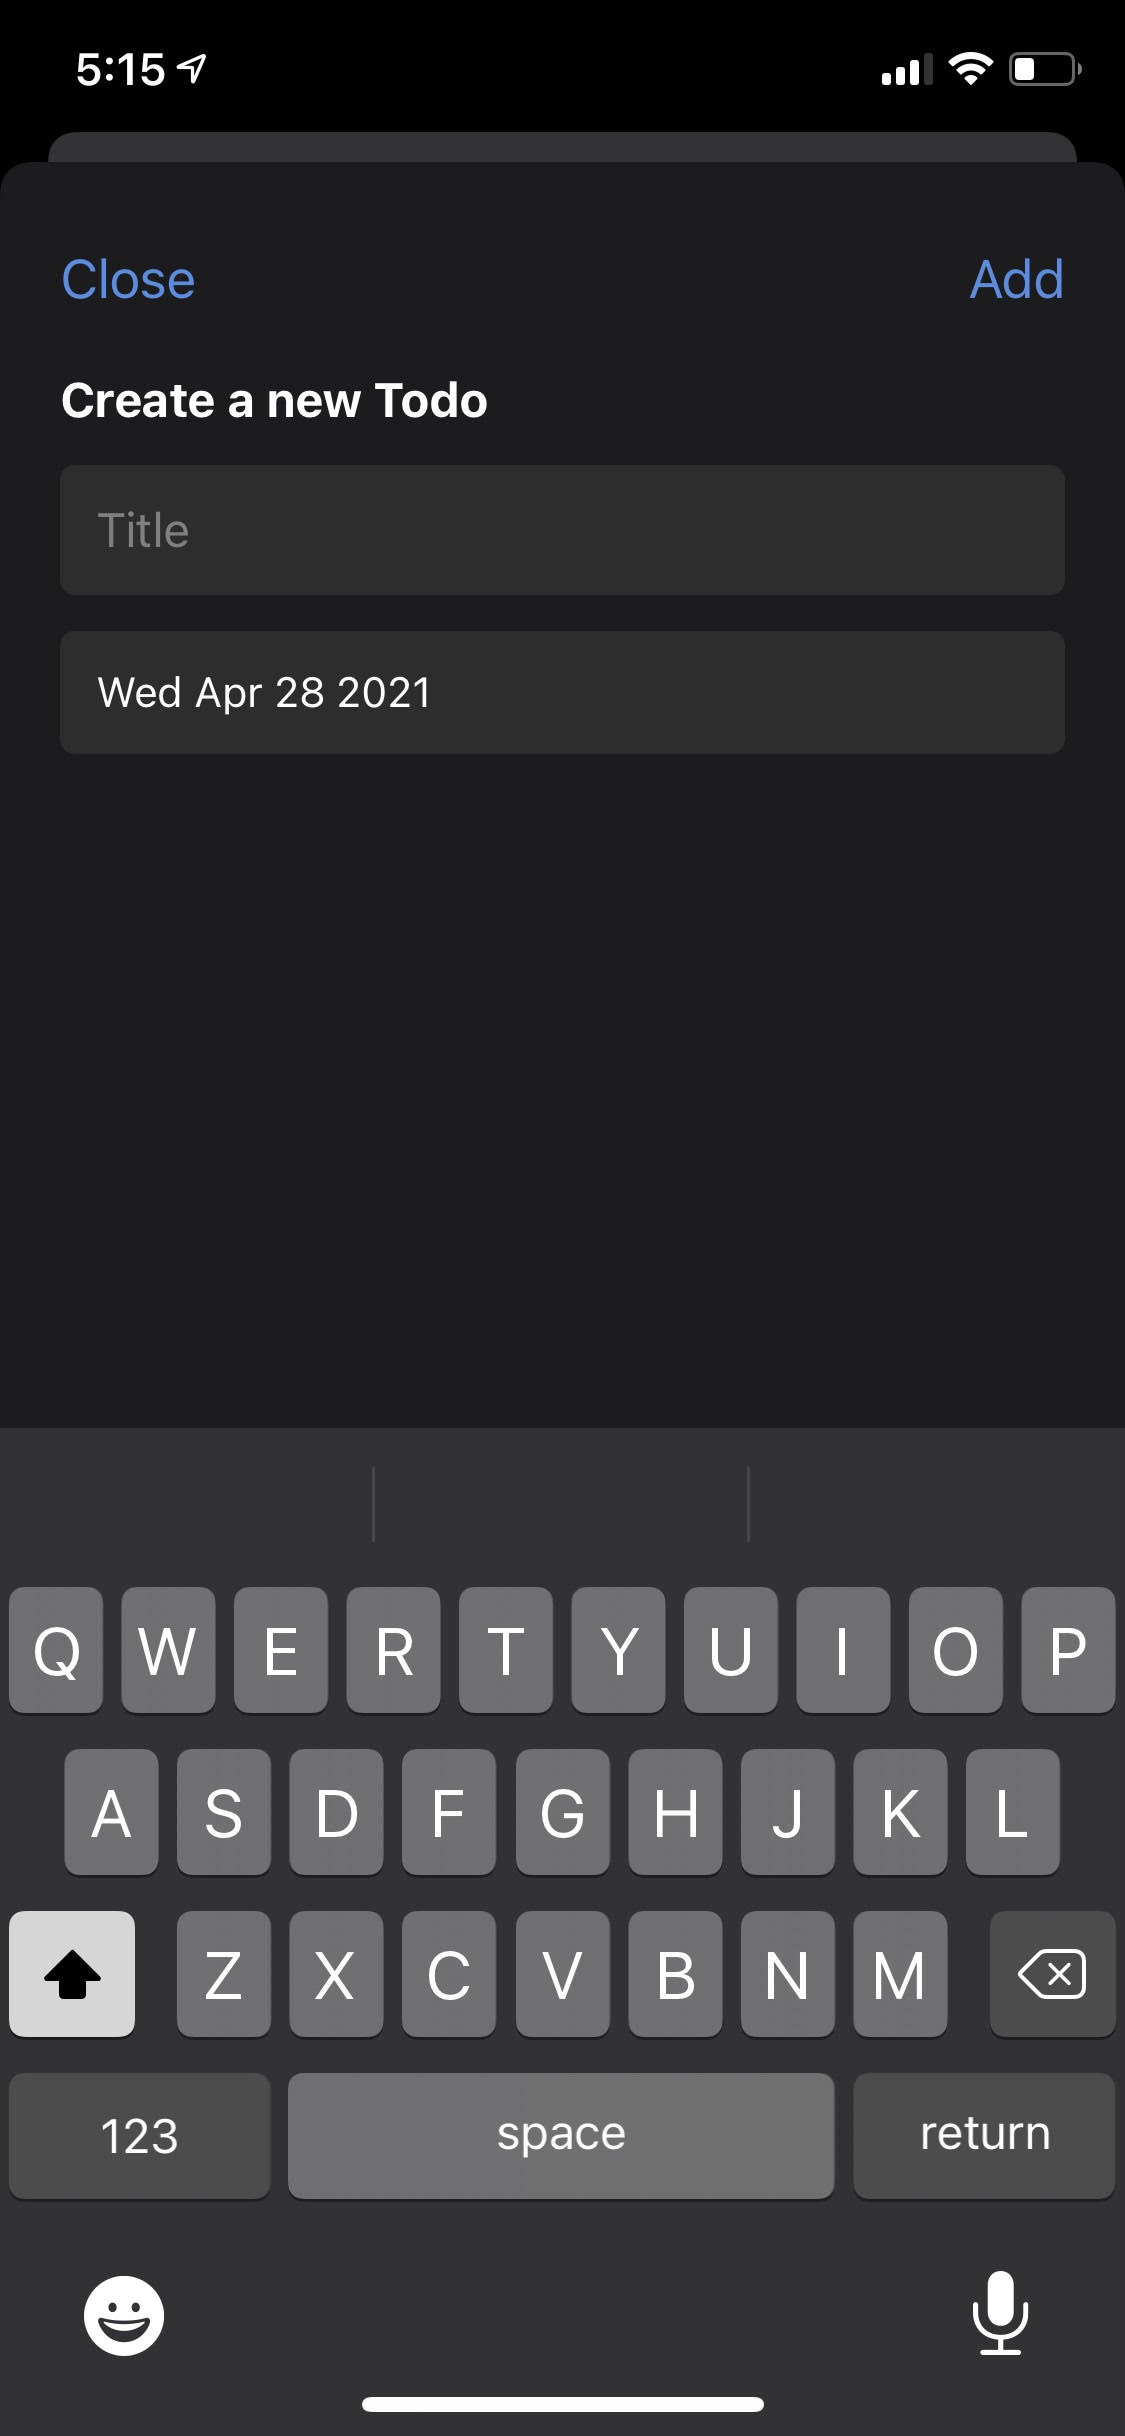 5:15
Close
Add
Create a new Todo
Title
Wed Apr 28 2021
Q W E R T Y U I O P
A S D F G H J K L
Z X C V B N M
123 space return